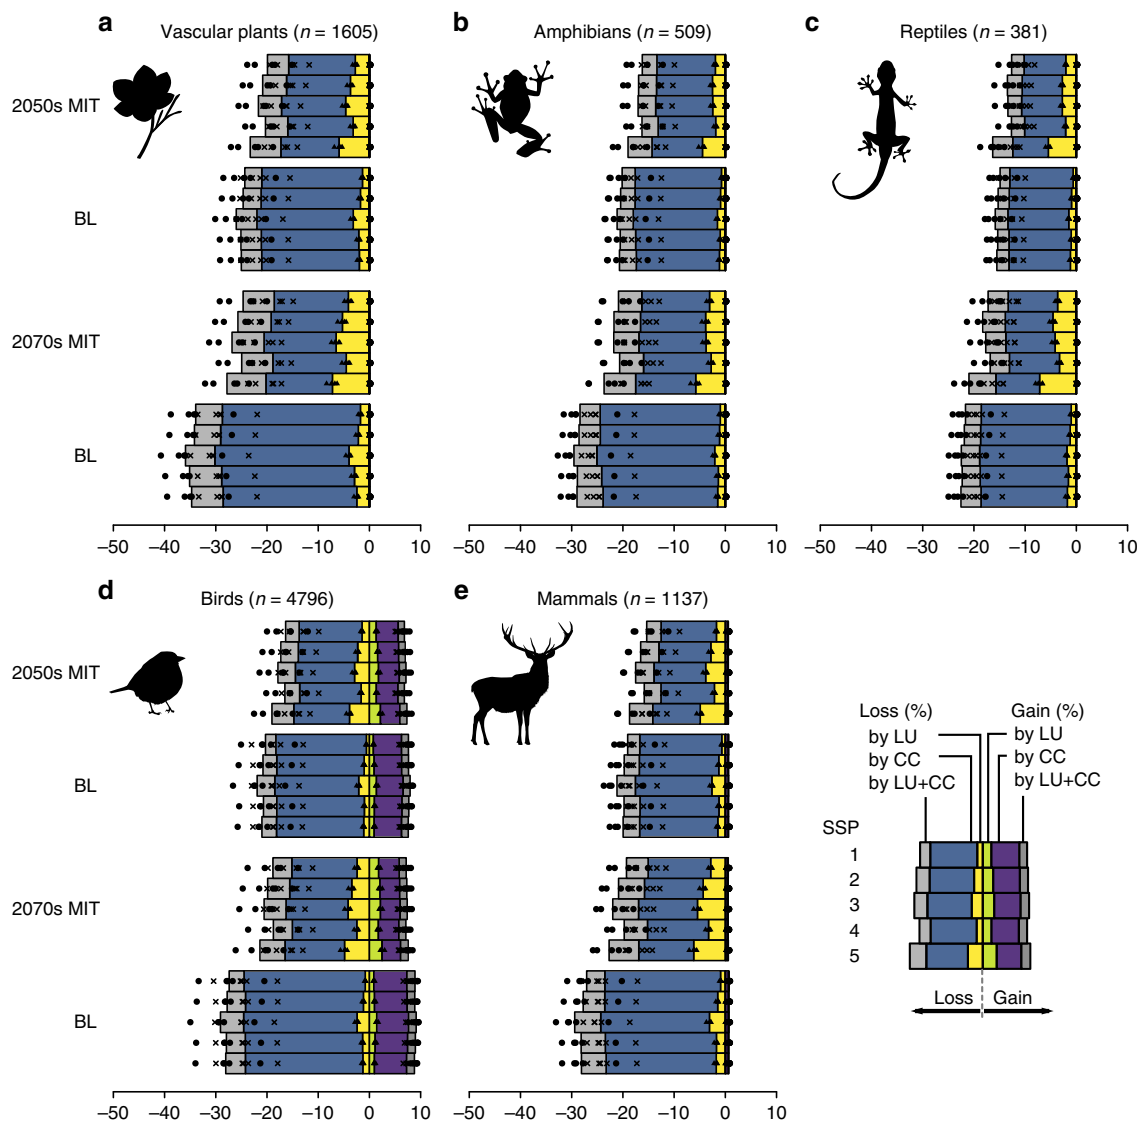 a Vascular plants (n = 1605)
b Amphibians (n = 509)
c Reptiles (n = 381)
2050s MIT
BL
2070s MIT
BL
−50 −40 −30 −20 −10 0 10
−50 −40 −30 −20 −10 0 10
−50 −40 −30 −20 −10 0 10
d Birds (n = 4796)
e Mammals (n = 1137)
2050s MIT
BL
2070s MIT
BL
−50 −40 −30 −20 −10 0 10
−50 −40 −30 −20 −10 0 10
Loss (%)
by LU
by CC
by LU+CC
Gain (%)
by LU
by CC
by LU+CC
SSP
1
2
3
4
5
Loss Gain